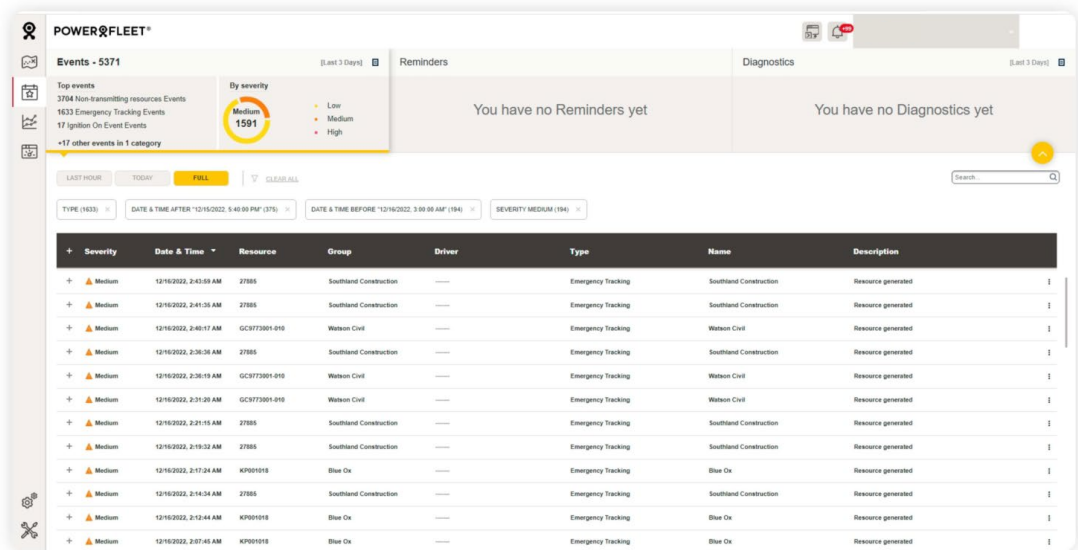 POWERFLEET®
+99
Events - 5371 [Last 3 Days]
Reminders
Diagnostics [Last 3 Days]
Top events
3704 Non-transmitting resources Events
1633 Emergency Tracking Events
17 Ignition On Event Events
+17 other events in 1 category
By severity
Medium
1591
Low
Medium
High
You have no Reminders yet
You have no Diagnostics yet
LAST HOUR TODAY FULL CLEAR ALL Search...
TYPE (1633) × DATE & TIME AFTER "12/15/2022, 5:40:00 PM" (375) × DATE & TIME BEFORE "12/16/2022, 3:00:00 AM" (194) × SEVERITY MEDIUM (194) ×
+ Severity Date & Time Resource Group Driver Type Name Description
+ Medium 12/16/2022, 2:43:59 AM 27885 Southland Construction Emergency Tracking Southland Construction Resource generated
+ Medium 12/16/2022, 2:41:35 AM 27885 Southland Construction Emergency Tracking Southland Construction Resource generated
+ Medium 12/16/2022, 2:40:17 AM GC9773001-010 Watson Civil Emergency Tracking Watson Civil Resource generated
+ Medium 12/16/2022, 2:36:36 AM 27885 Southland Construction Emergency Tracking Southland Construction Resource generated
+ Medium 12/16/2022, 2:36:19 AM GC9773001-010 Watson Civil Emergency Tracking Watson Civil Resource generated
+ Medium 12/16/2022, 2:31:20 AM GC9773001-010 Watson Civil Emergency Tracking Watson Civil Resource generated
+ Medium 12/16/2022, 2:21:15 AM 27885 Southland Construction Emergency Tracking Southland Construction Resource generated
+ Medium 12/16/2022, 2:19:32 AM 27885 Southland Construction Emergency Tracking Southland Construction Resource generated
+ Medium 12/16/2022, 2:17:24 AM KP001018 Blue Ox Emergency Tracking Blue Ox Resource generated
+ Medium 12/16/2022, 2:14:34 AM 27885 Southland Construction Emergency Tracking Southland Construction Resource generated
+ Medium 12/16/2022, 2:12:44 AM KP001018 Blue Ox Emergency Tracking Blue Ox Resource generated
+ Medium 12/16/2022, 2:07:45 AM KP001018 Blue Ox Emergency Tracking Blue Ox Resource generated